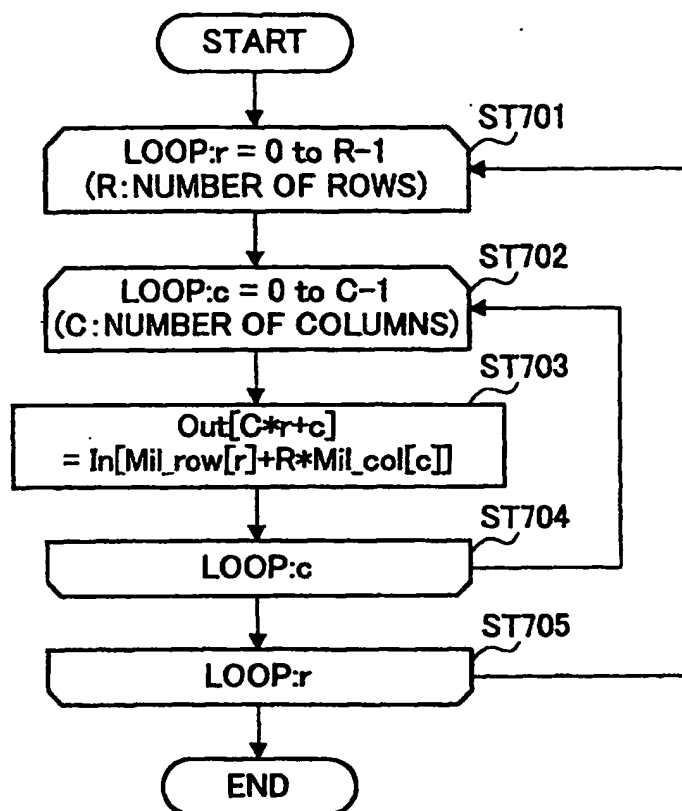 START
ST701
LOOP:r = 0 to R-1
(R:NUMBER OF ROWS)
ST702
LOOP:c = 0 to C-1
(C:NUMBER OF COLUMNS)
ST703
Out[C*r+c]
= In[Mil_row[r]+R*Mil_col[c]]
ST704
LOOP:c
ST705
LOOP:r
END